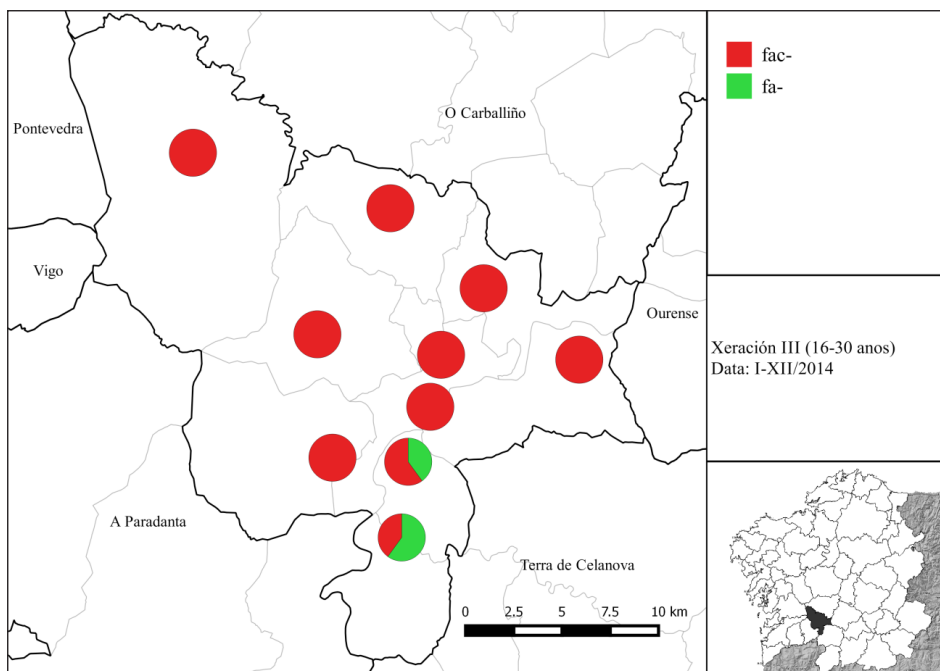 fac-
fa-
O Carballiño
Pontevedra
Vigo
Ourense
Xeración III (16-30 anos)
Data: I-XII/2014
A Paradanta
Terra de Celanova
0 2.5 5 7.5 10 km